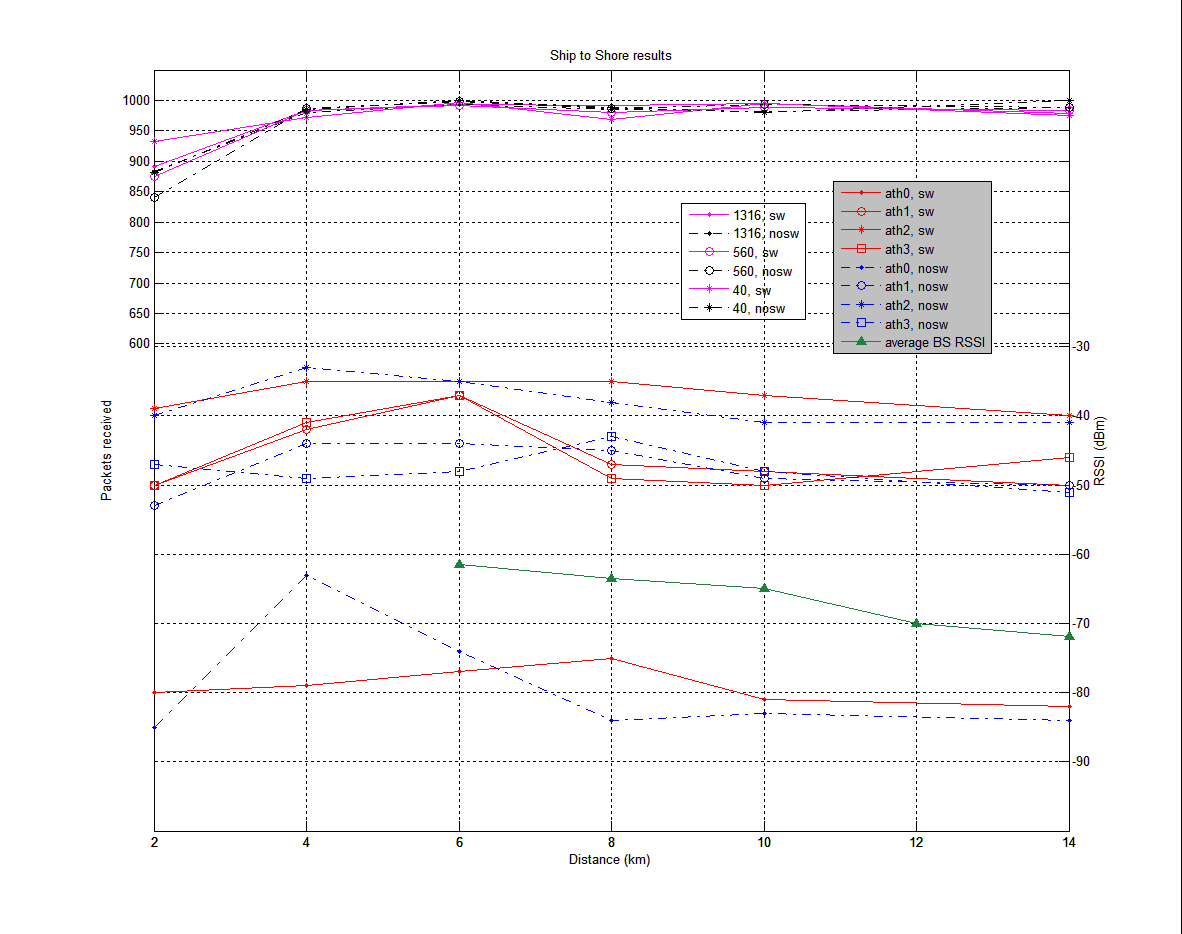 Ship to Shore results
1000
950
900
850
800
750
700
650
600
1316, sw
1316, nosw
560, sw
560, nosw
40, sw
40, nosw
ath0, sw
ath1, sw
ath2, sw
ath3, sw
ath0, nosw
ath1, nosw
ath2, nosw
ath3, nosw
average BS RSSI
-30
-40
-50
-60
-70
-80
-90
Packets received
RSSI (dBm)
2 4 6 8 10 12 14
Distance (km)